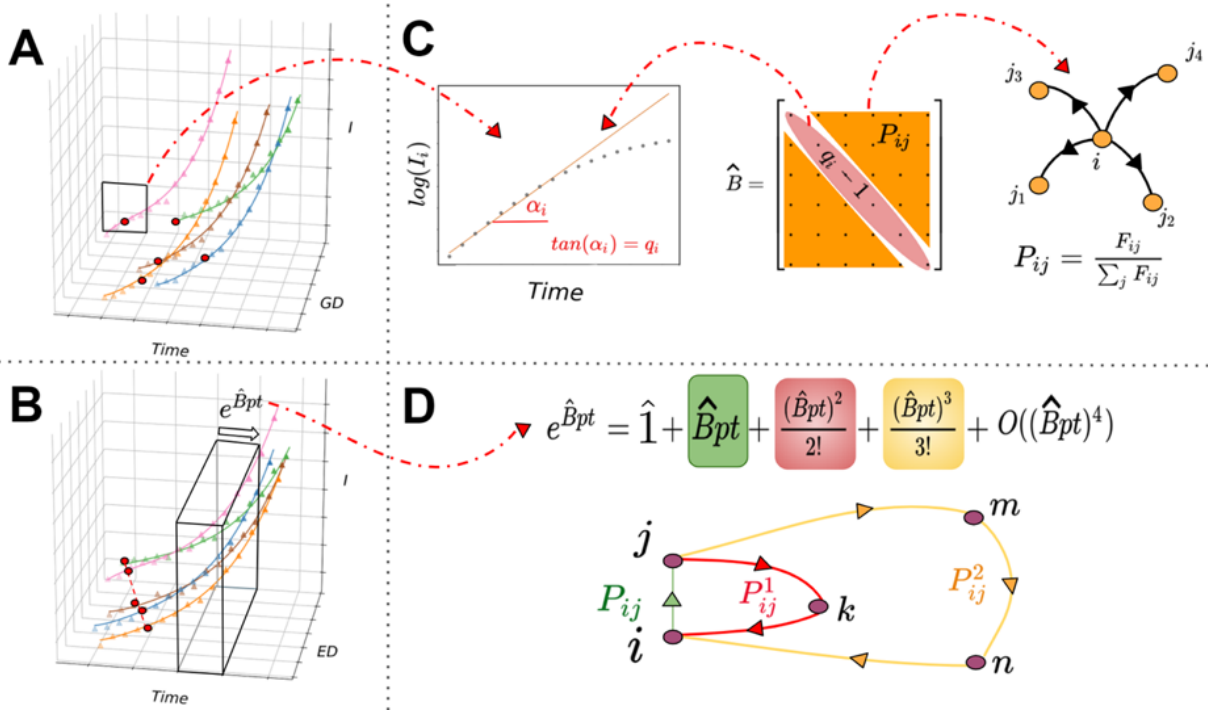 A
I
GD
Time
C
log(I_i)
α_i
tan(α_i) = q_i
Time
B̂ =
q_i − 1
P_ij
j_3
j_4
i
j_1
j_2
P_ij = F_ij / ∑_j F_ij
B
e^{B̂pt}
I
ED
Time
D
e^{B̂pt} = 1̂ + B̂pt + (B̂pt)^2 / 2! + (B̂pt)^3 / 3! + O((B̂pt)^4)
j
m
P_ij
P^1_ij
k
P^2_ij
i
n